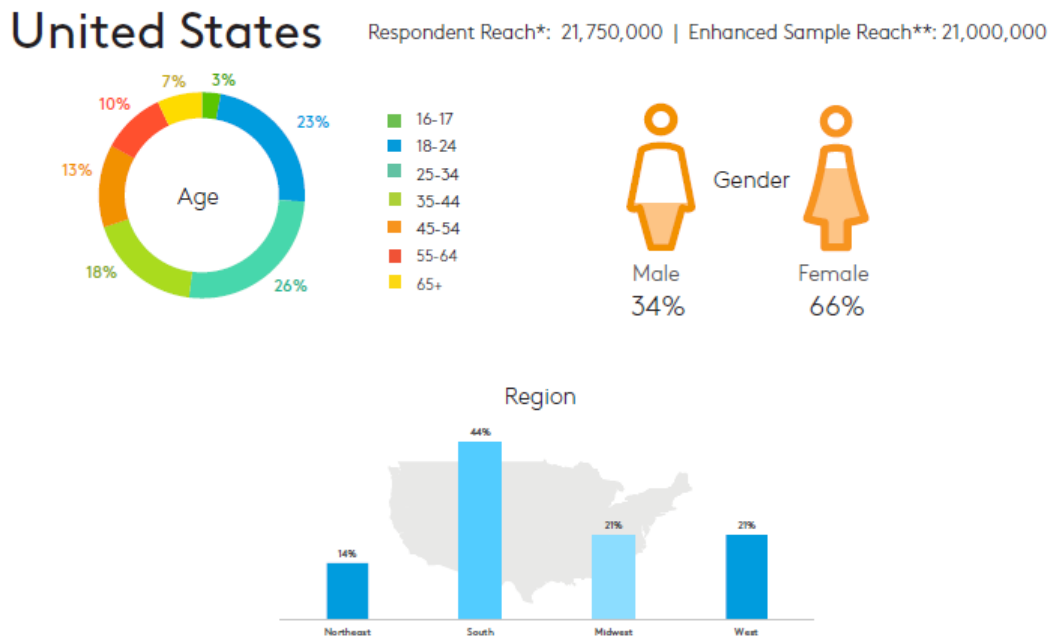 United States
Respondent Reach*: 21,750,000 | Enhanced Sample Reach**: 21,000,000
7%
3%
10%
23%
13%
18%
26%
Age
16-17
18-24
25-34
35-44
45-54
55-64
65+
Gender
Male
Female
34%
66%
Region
44%
21%
21%
14%
Northeast
South
Midwest
West